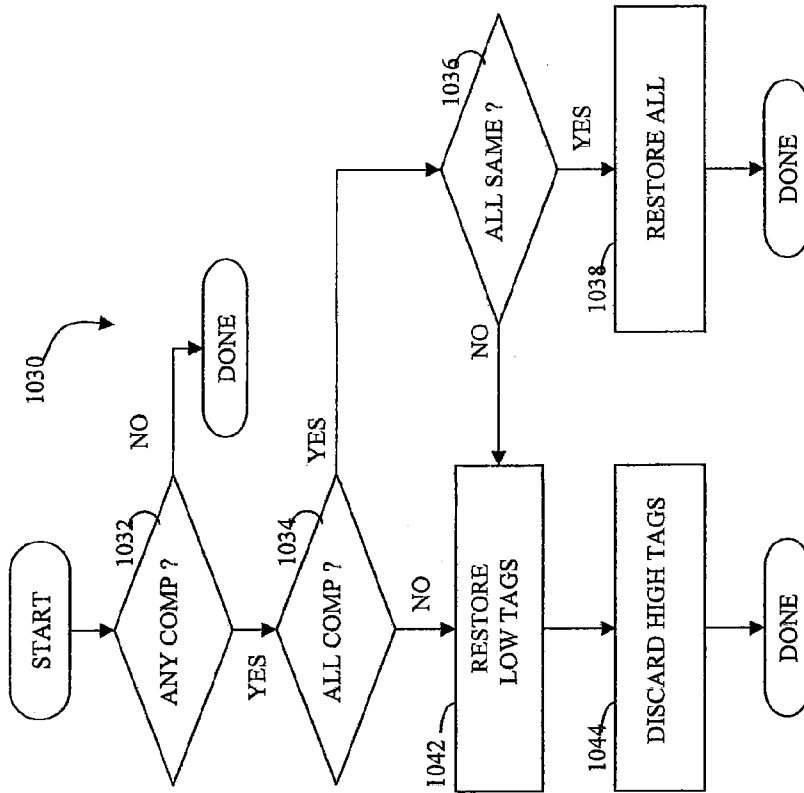 1030
START
1032
ANY COMP ?
NO
DONE
YES
1034
ALL COMP ?
YES
NO
1036
ALL SAME ?
NO
YES
1042
RESTORE
LOW TAGS
1038
RESTORE ALL
1044
DISCARD HIGH TAGS
DONE
DONE